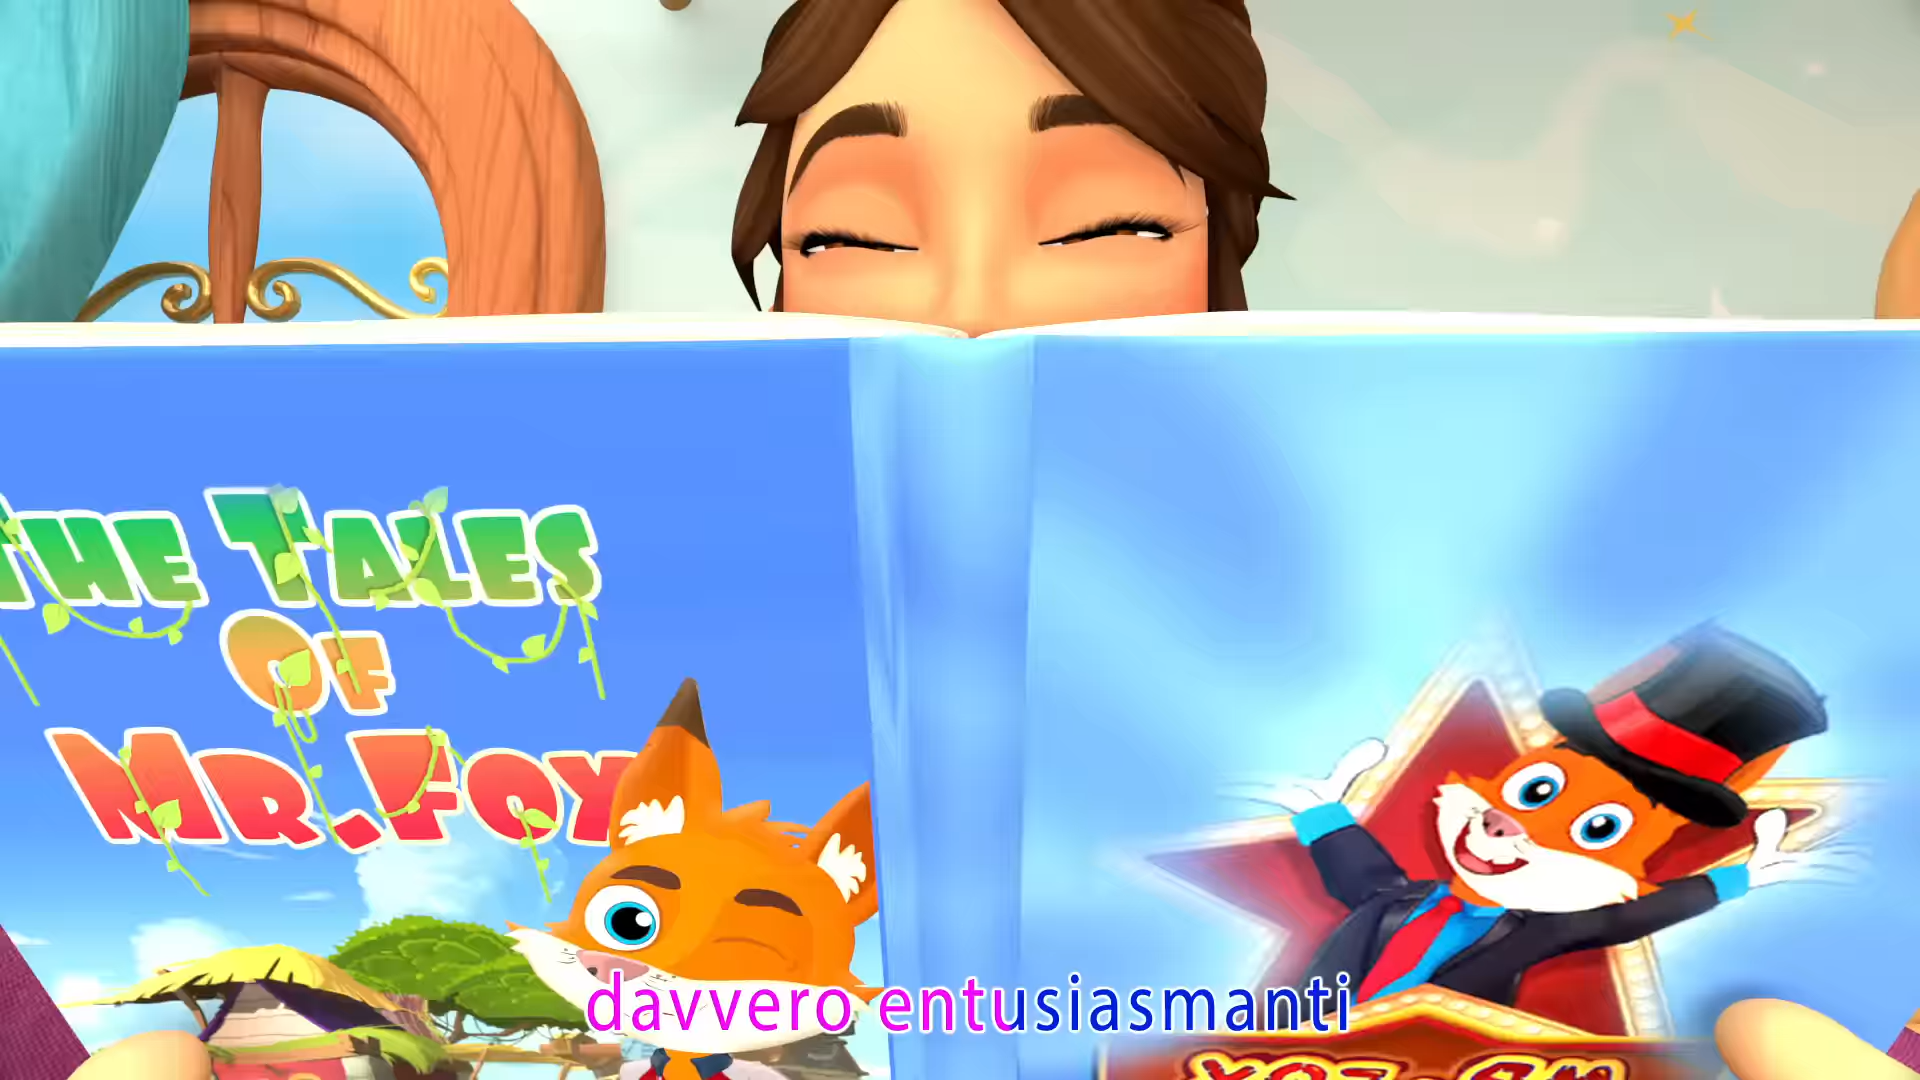 THE TALES
OF
MR. FOX
davvero entusiasmanti